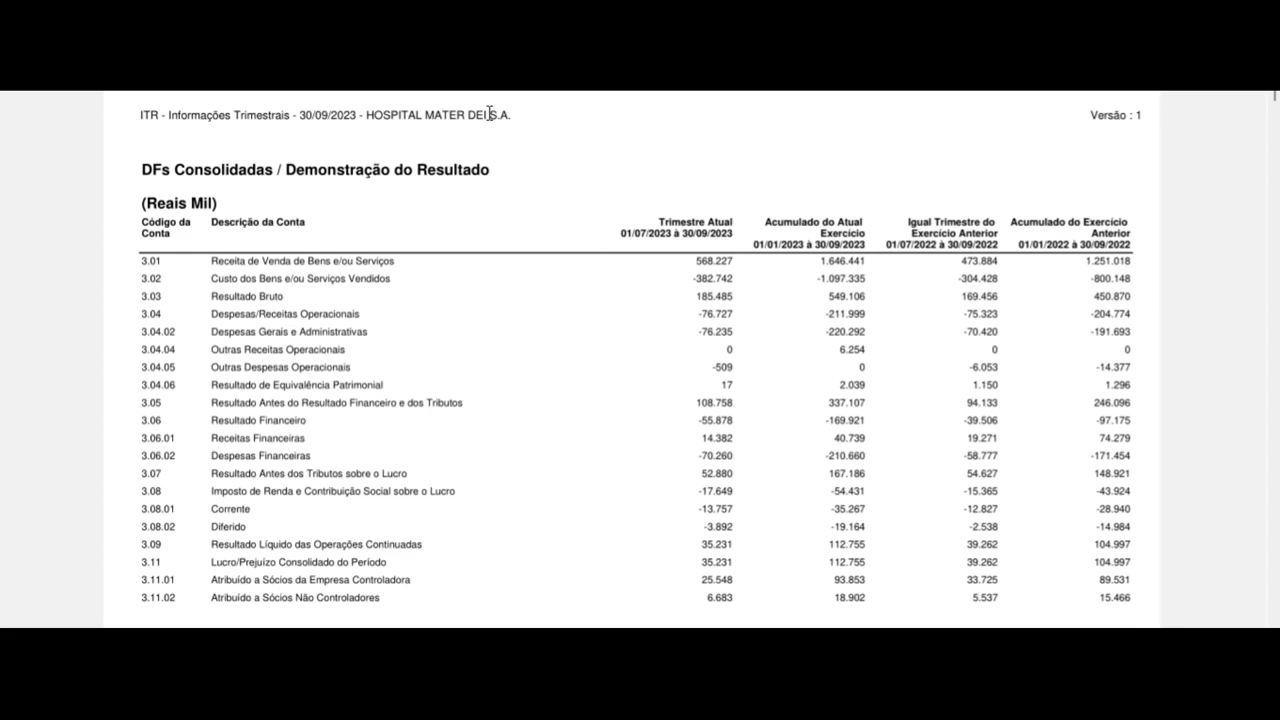 ITR - Informações Trimestrais - 30/09/2023 - HOSPITAL MATER DEI S.A. Versão : 1
DFs Consolidadas / Demonstração do Resultado
(Reais Mil)
Código da Descrição da Conta Trimestre Atual Acumulado do Atual Igual Trimestre do Acumulado do Exercício
Conta 01/07/2023 à 30/09/2023 Exercício Exercício Anterior Anterior
01/01/2023 à 30/09/2023 01/07/2022 à 30/09/2022 01/01/2022 à 30/09/2022
3.01 Receita de Venda de Bens e/ou Serviços 568.227 1.646.441 473.884 1.251.018
3.02 Custo dos Bens e/ou Serviços Vendidos -382.742 -1.097.335 -304.428 -800.148
3.03 Resultado Bruto 185.485 549.106 169.456 450.870
3.04 Despesas/Receitas Operacionais -76.727 -211.999 -75.323 -204.774
3.04.02 Despesas Gerais e Administrativas -76.235 -220.292 -70.420 -191.693
3.04.04 Outras Receitas Operacionais 0 6.254 0 0
3.04.05 Outras Despesas Operacionais -509 0 -6.053 -14.377
3.04.06 Resultado de Equivalência Patrimonial 17 2.039 1.150 1.296
3.05 Resultado Antes do Resultado Financeiro e dos Tributos 108.758 337.107 94.133 246.096
3.06 Resultado Financeiro -55.878 -169.921 -39.506 -97.175
3.06.01 Receitas Financeiras 14.382 40.739 19.271 74.279
3.06.02 Despesas Financeiras -70.260 -210.660 -58.777 -171.454
3.07 Resultado Antes dos Tributos sobre o Lucro 52.880 167.186 54.627 148.921
3.08 Imposto de Renda e Contribuição Social sobre o Lucro -17.649 -54.431 -15.365 -43.924
3.08.01 Corrente -13.757 -35.267 -12.827 -28.940
3.08.02 Diferido -3.892 -19.164 -2.538 -14.984
3.09 Resultado Líquido das Operações Continuadas 35.231 112.755 39.262 104.997
3.11 Lucro/Prejuízo Consolidado do Período 35.231 112.755 39.262 104.997
3.11.01 Atribuído a Sócios da Empresa Controladora 25.548 93.853 33.725 89.531
3.11.02 Atribuído a Sócios Não Controladores 6.683 18.902 5.537 15.466